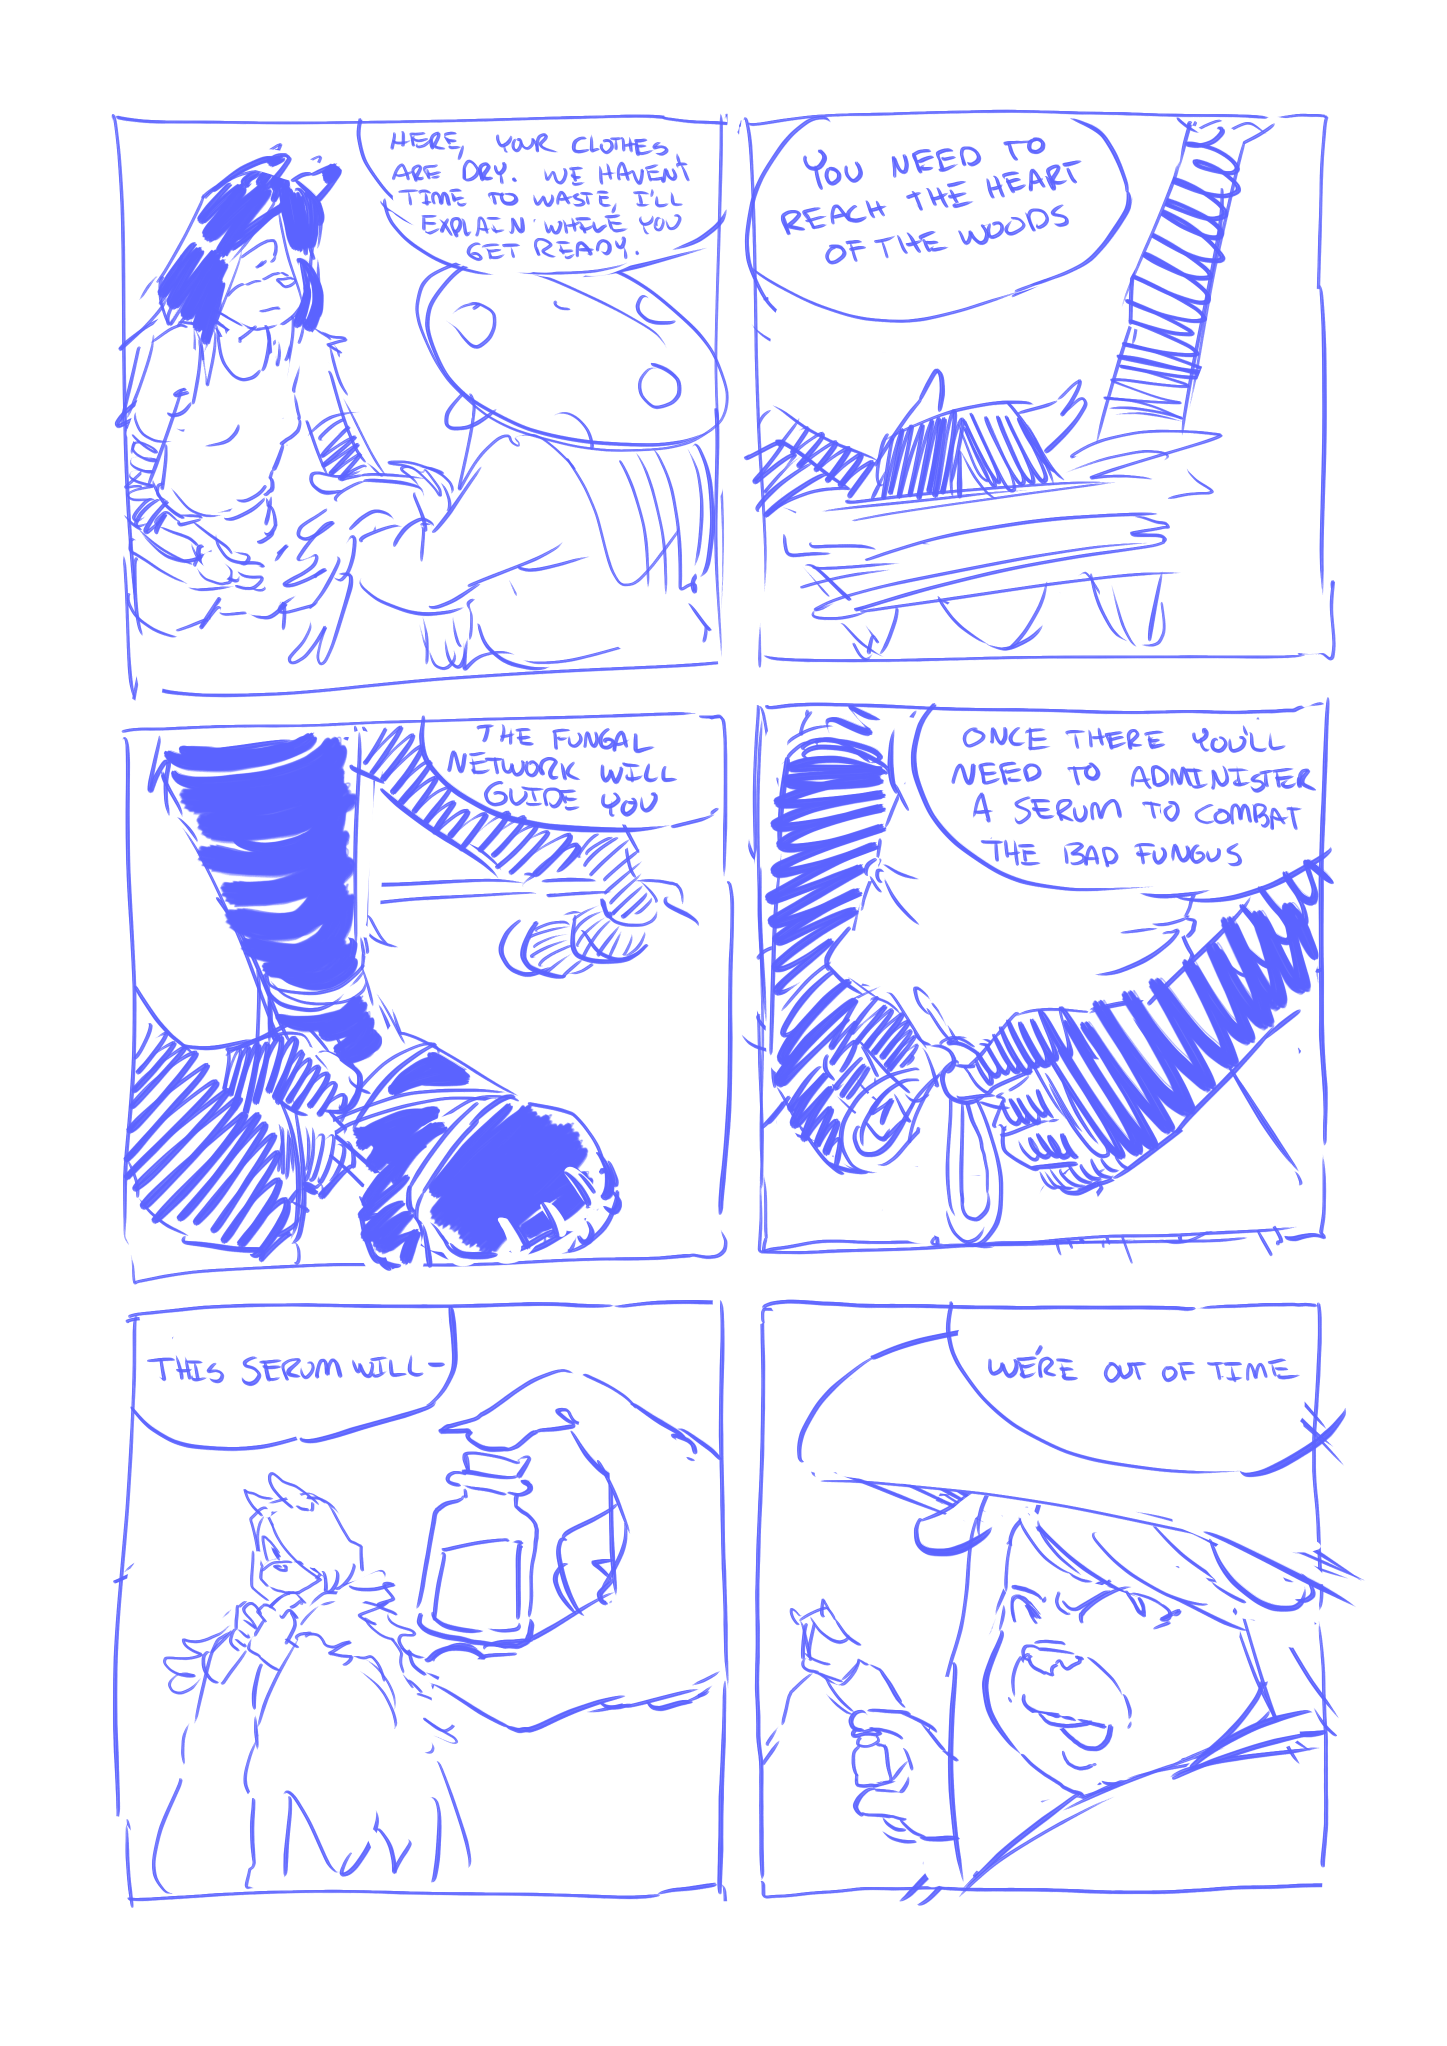 HERE, YOUR CLOTHES
ARE DRY. WE HAVEN'T
TIME TO WASTE, I'LL
EXPLAIN WHILE YOU
GET READY.
YOU NEED TO
REACH THE HEART
OF THE WOODS
THE FUNGAL
NETWORK WILL
GUIDE YOU
ONCE THERE YOU'LL
NEED TO ADMINISTER
A SERUM TO COMBAT
THE BAD FUNGUS
THIS SERUM WILL-
WE'RE OUT OF TIME